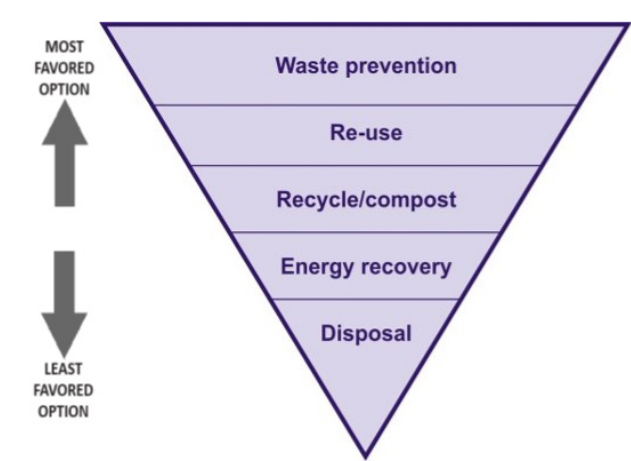 MOST
FAVORED
OPTION
Waste prevention
Re-use
Recycle/compost
Energy recovery
Disposal
LEAST
FAVORED
OPTION